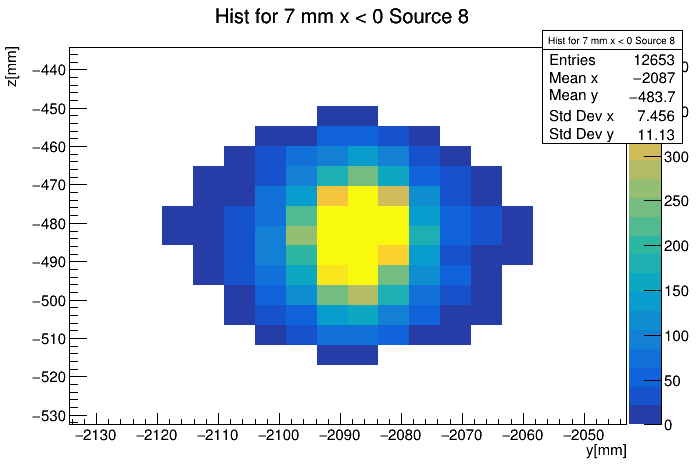 Hist for 7 mm x < 0 Source 8
z[mm]
Hist for 7 mm x < 0 Source 8
Entries 12653
Mean x −2087
Mean y −483.7
Std Dev x 7.456
Std Dev y 11.13
−440
−450
−460
−470
−480
−490
−500
−510
−520
−530
300
250
200
150
100
50
0
−2130 −2120 −2110 −2100 −2090 −2080 −2070 −2060 −2050
y[mm]